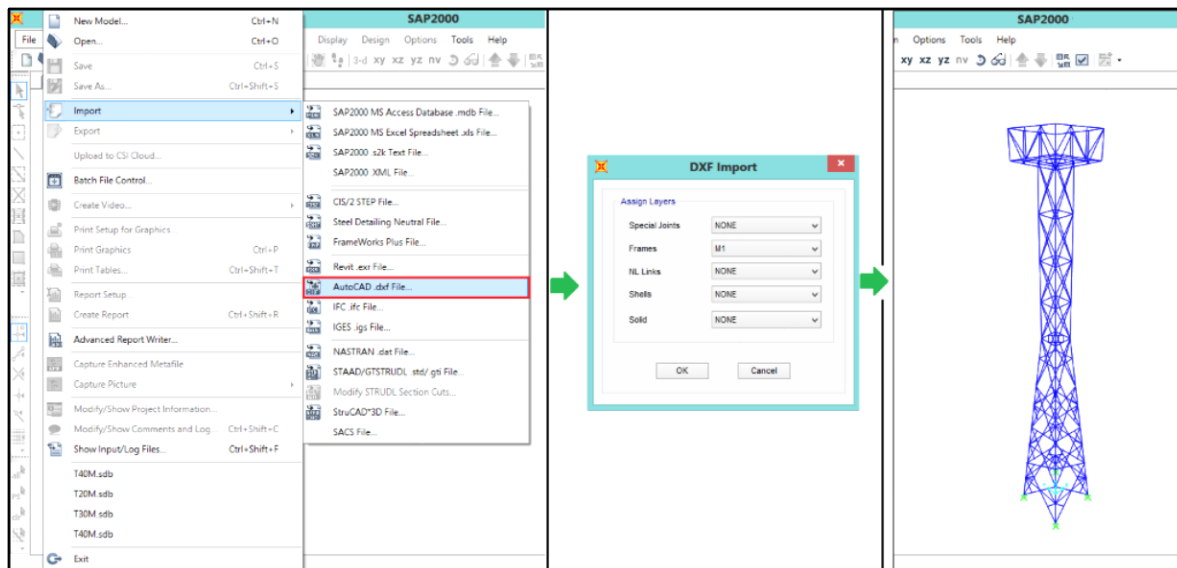 SAP2000
File
Display Design Options Tools Help
3-d xy xz yz nv
New Model... Ctrl+N
Open... Ctrl+O
Save Ctrl+S
Save As... Ctrl+Shift+S
Import
Export
Upload to CSI Cloud...
Batch File Control...
Create Video...
Print Setup for Graphics
Print Graphics Ctrl+P
Print Tables... Ctrl+Shift+T
Report Setup...
Create Report Ctrl+Shift+R
Advanced Report Writer...
Capture Enhanced Metafile
Capture Picture
Modify/Show Project Information...
Modify/Show Comments and Log... Ctrl+Shift+C
Show Input/Log Files... Ctrl+Shift+F
T40M.sdb
T20M.sdb
T30M.sdb
T40M.sdb
Exit
SAP2000 MS Access Database .mdb File...
SAP2000 MS Excel Spreadsheet .xls File...
SAP2000 .s2k Text File...
SAP2000 .XML File...
CIS/2 STEP File...
Steel Detailing Neutral File...
FrameWorks Plus File...
Revit .exr File...
AutoCAD .dxf File...
IFC .ifc File...
IGES .igs File...
NASTRAN .dat File...
STAAD/GTSTRUDL .std/.gti File...
Modify STRUDL Section Cuts...
StruCAD*3D File...
SACS File...
DXF Import
Assign Layers
Special Joints NONE
Frames M1
NL Links NONE
Shells NONE
Solid NONE
OK Cancel
SAP2000
n Options Tools Help
xy xz yz nv